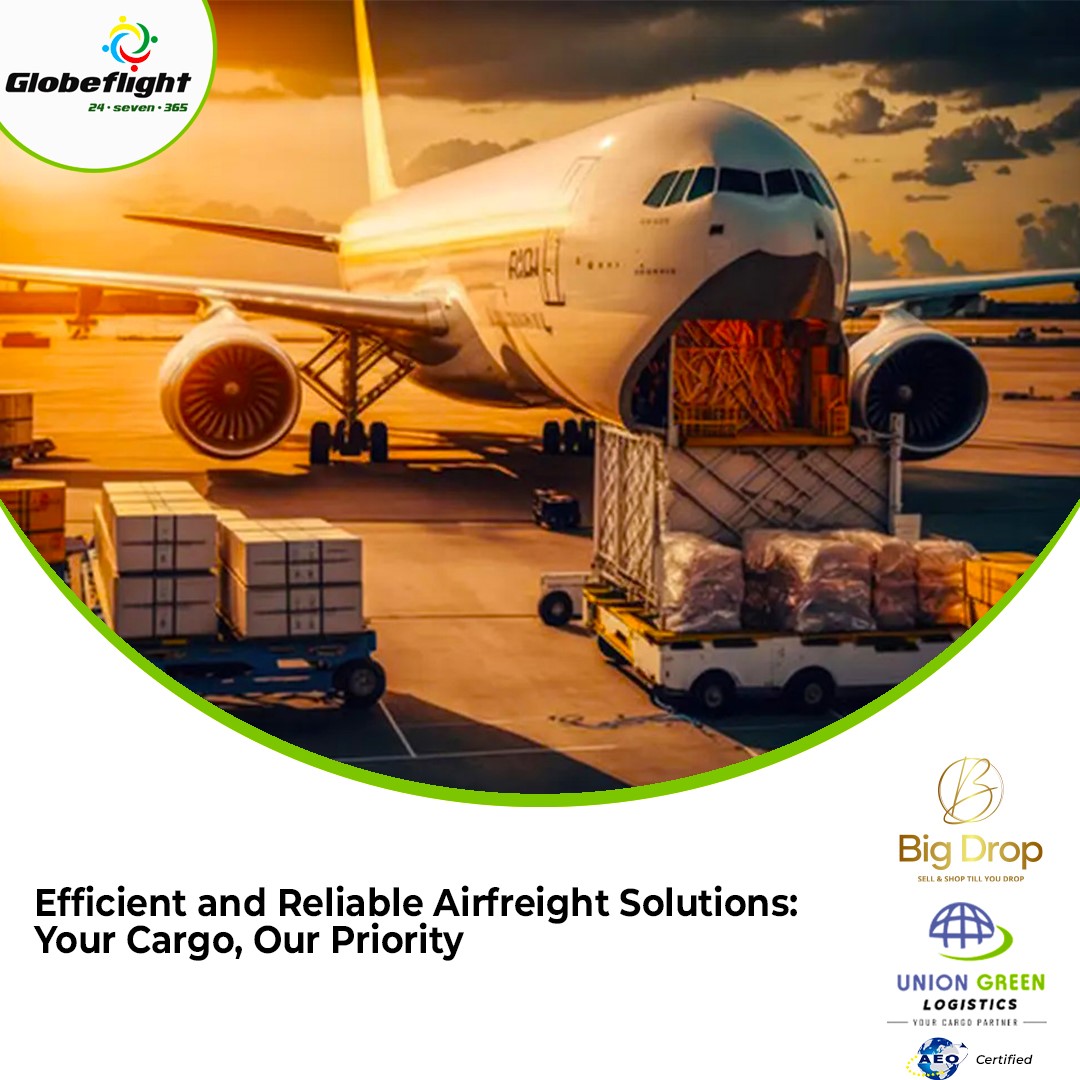 Globeflight
24•seven•365
Efficient and Reliable Airfreight Solutions:
Your Cargo, Our Priority
B
Big Drop
SELL & SHOP TILL YOU DROP
UNION GREEN
LOGISTICS
YOUR CARGO PARTNER
AEO Certified